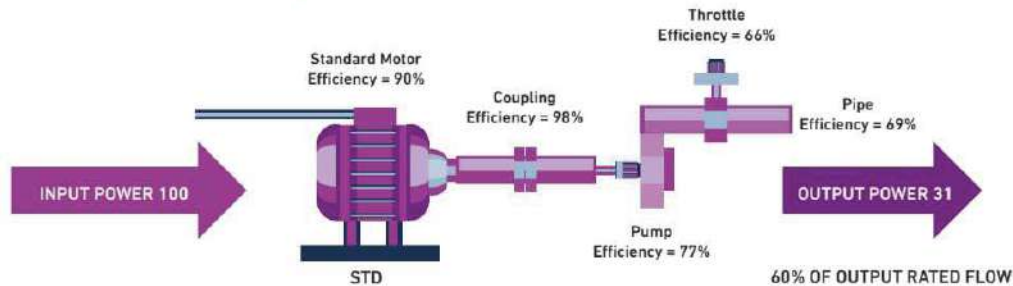 Throttle
Efficiency = 66%
Standard Motor
Efficiency = 90%
Coupling
Efficiency = 98%
Pipe
Efficiency = 69%
INPUT POWER 100
OUTPUT POWER 31
Pump
Efficiency = 77%
STD
60% OF OUTPUT RATED FLOW